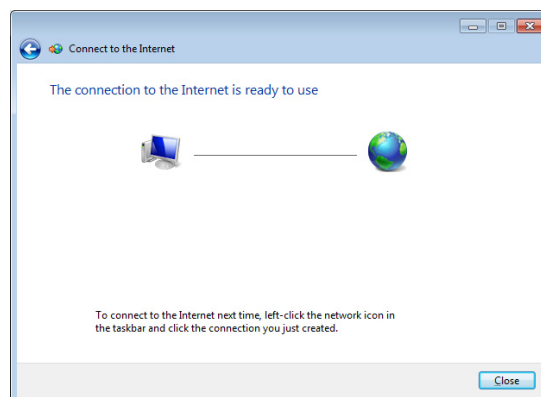 Connect to the Internet
The connection to the Internet is ready to use
To connect to the Internet next time, left-click the network icon in
the taskbar and click the connection you just created.
Close